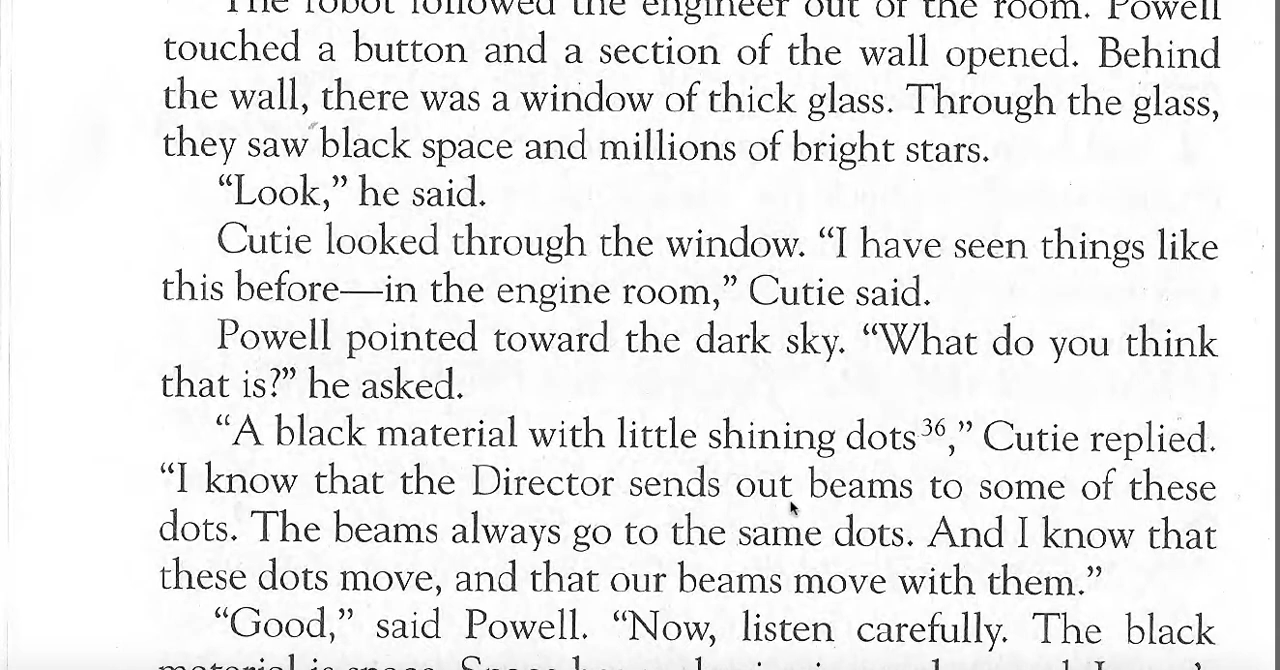 The robot followed the engineer out of the room. Powell
touched a button and a section of the wall opened. Behind
the wall, there was a window of thick glass. Through the glass,
they saw black space and millions of bright stars.
“Look,” he said.
Cutie looked through the window. “I have seen things like
this before—in the engine room,” Cutie said.
Powell pointed toward the dark sky. “What do you think
that is?” he asked.
“A black material with little shining dots³⁶,” Cutie replied.
“I know that the Director sends out beams to some of these
dots. The beams always go to the same dots. And I know that
these dots move, and that our beams move with them.”
“Good,” said Powell. “Now, listen carefully. The black
material is space. Space